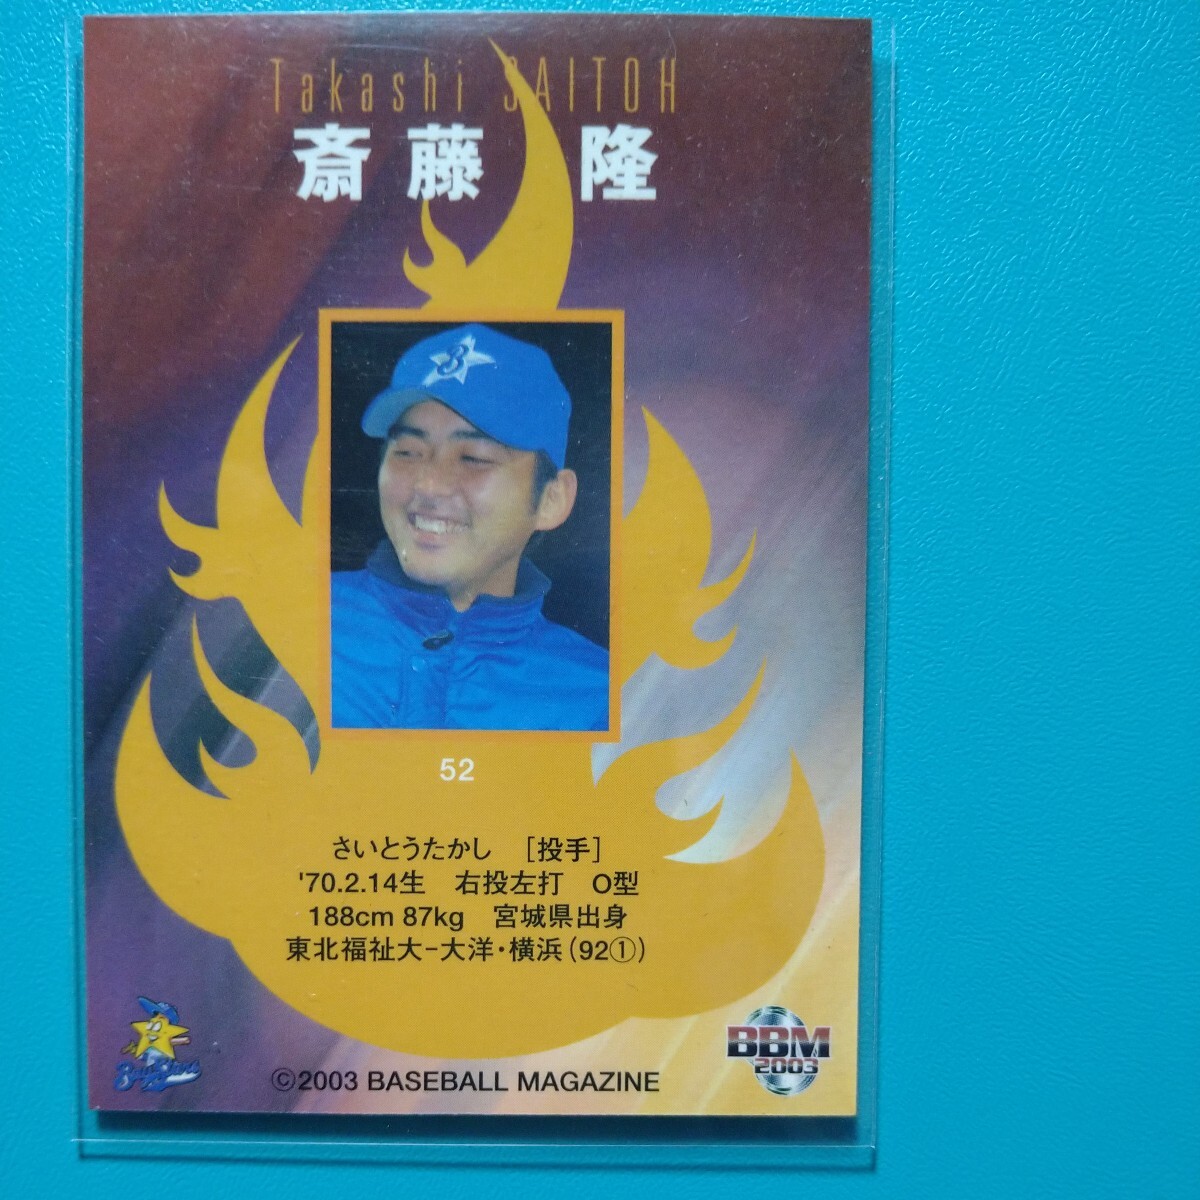 Takashi SAITOH
斎藤 隆
3
52
さいとうたかし [投手]
'70.2.14生 右投左打 O型
188cm 87kg 宮城県出身
東北福祉大-大洋・横浜(92①)
BayStars
BBM
2003
©2003 BASEBALL MAGAZINE